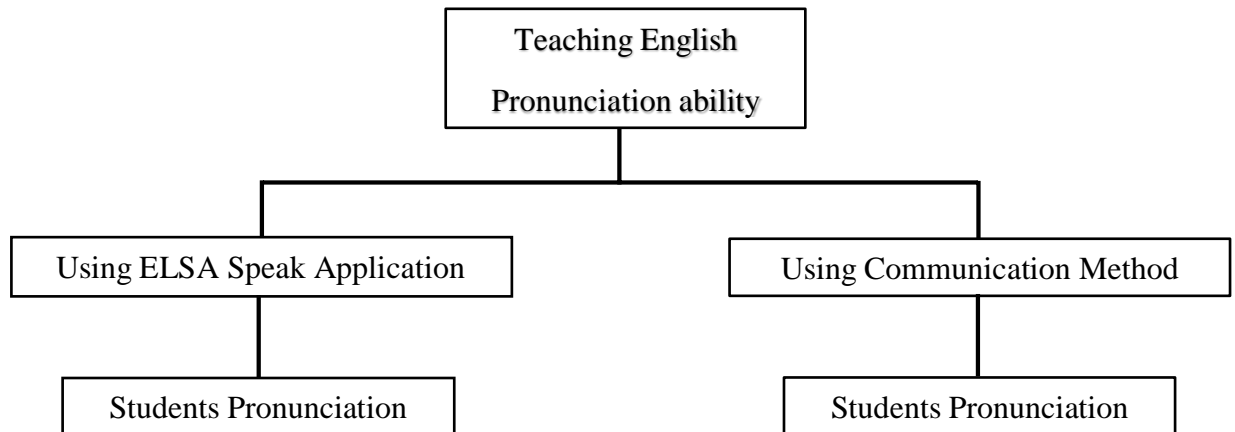 Teaching English
Pronunciation ability
Using ELSA Speak Application
Using Communication Method
Students Pronunciation
Students Pronunciation